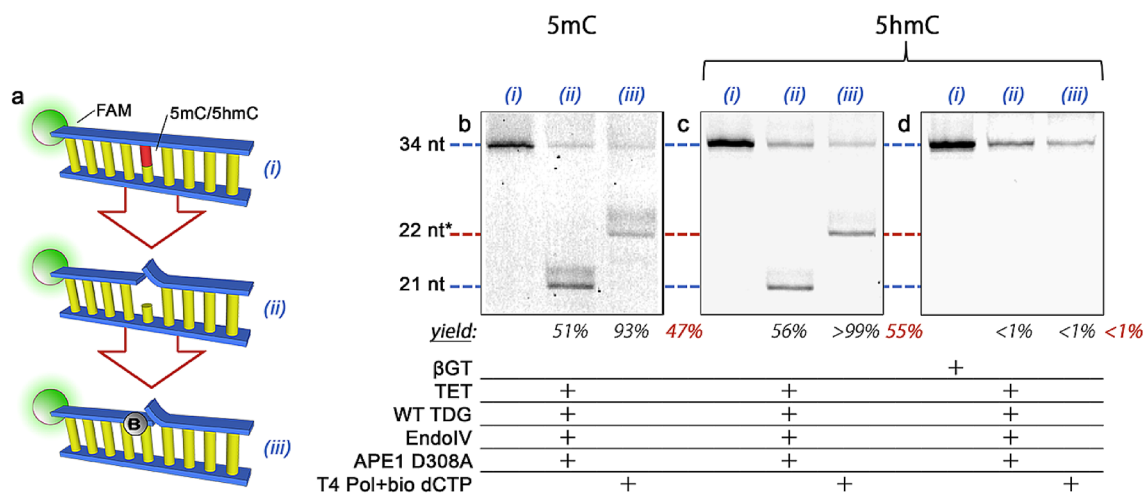 5mC 5hmC
a
FAM 5mC/5hmC
(i)
(ii)
B
(iii)
(i) (ii) (iii) (i) (ii) (iii) (i) (ii) (iii)
b c d
34 nt
22 nt*
21 nt
yield: 51% 93% 47% 56% >99% 55% <1% <1% <1%
βGT +
TET + + +
WT TDG + + +
EndoIV + + +
APE1 D308A + + +
T4 Pol+bio dCTP + + +